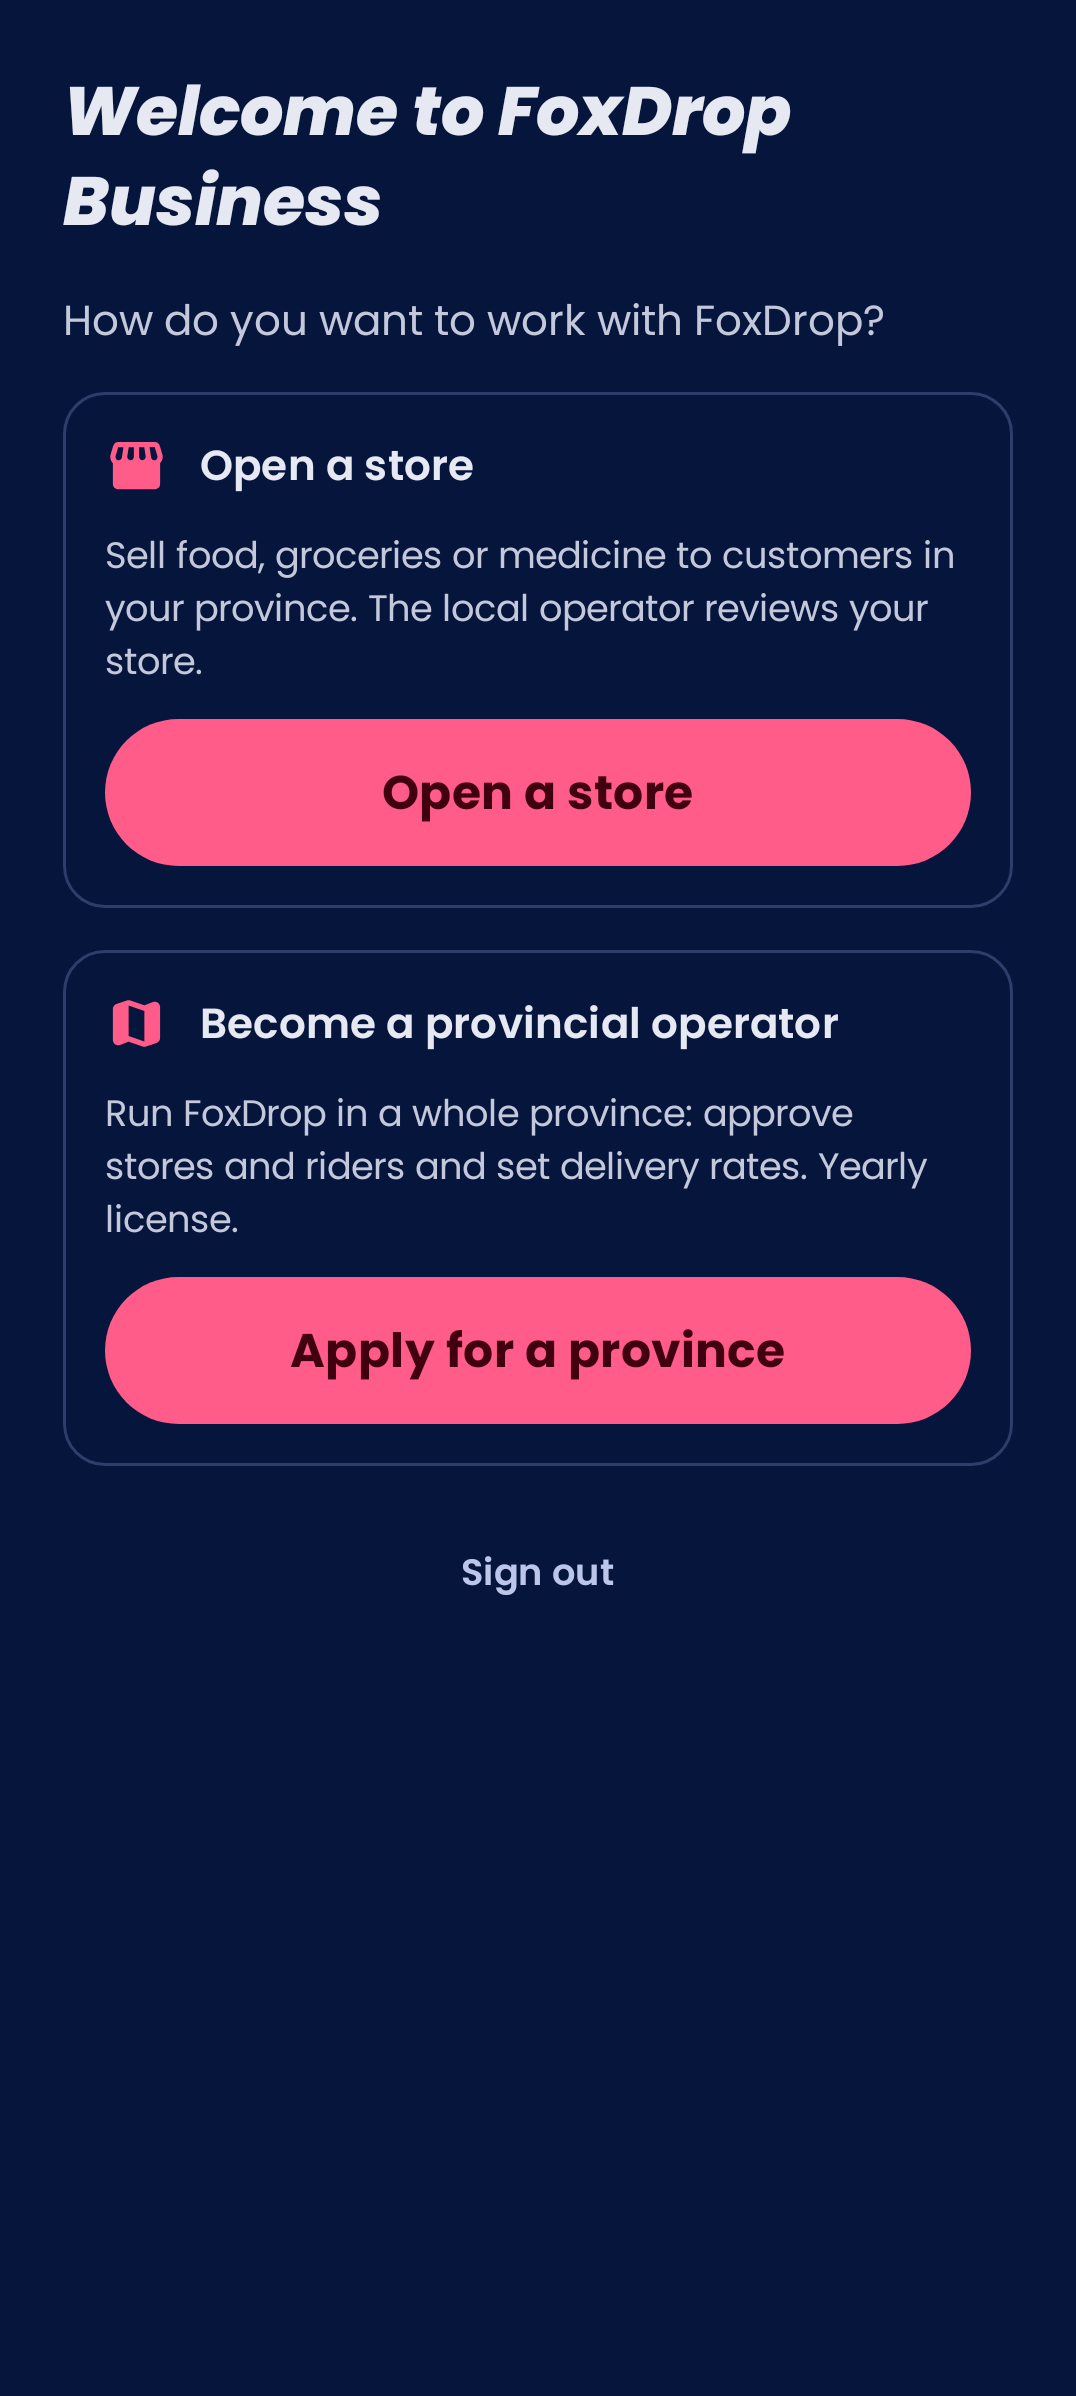 Welcome to FoxDrop
Business
How do you want to work with FoxDrop?
Open a store
Sell food, groceries or medicine to customers in
your province. The local operator reviews your
store.
Open a store
Become a provincial operator
Run FoxDrop in a whole province: approve
stores and riders and set delivery rates. Yearly
license.
Apply for a province
Sign out